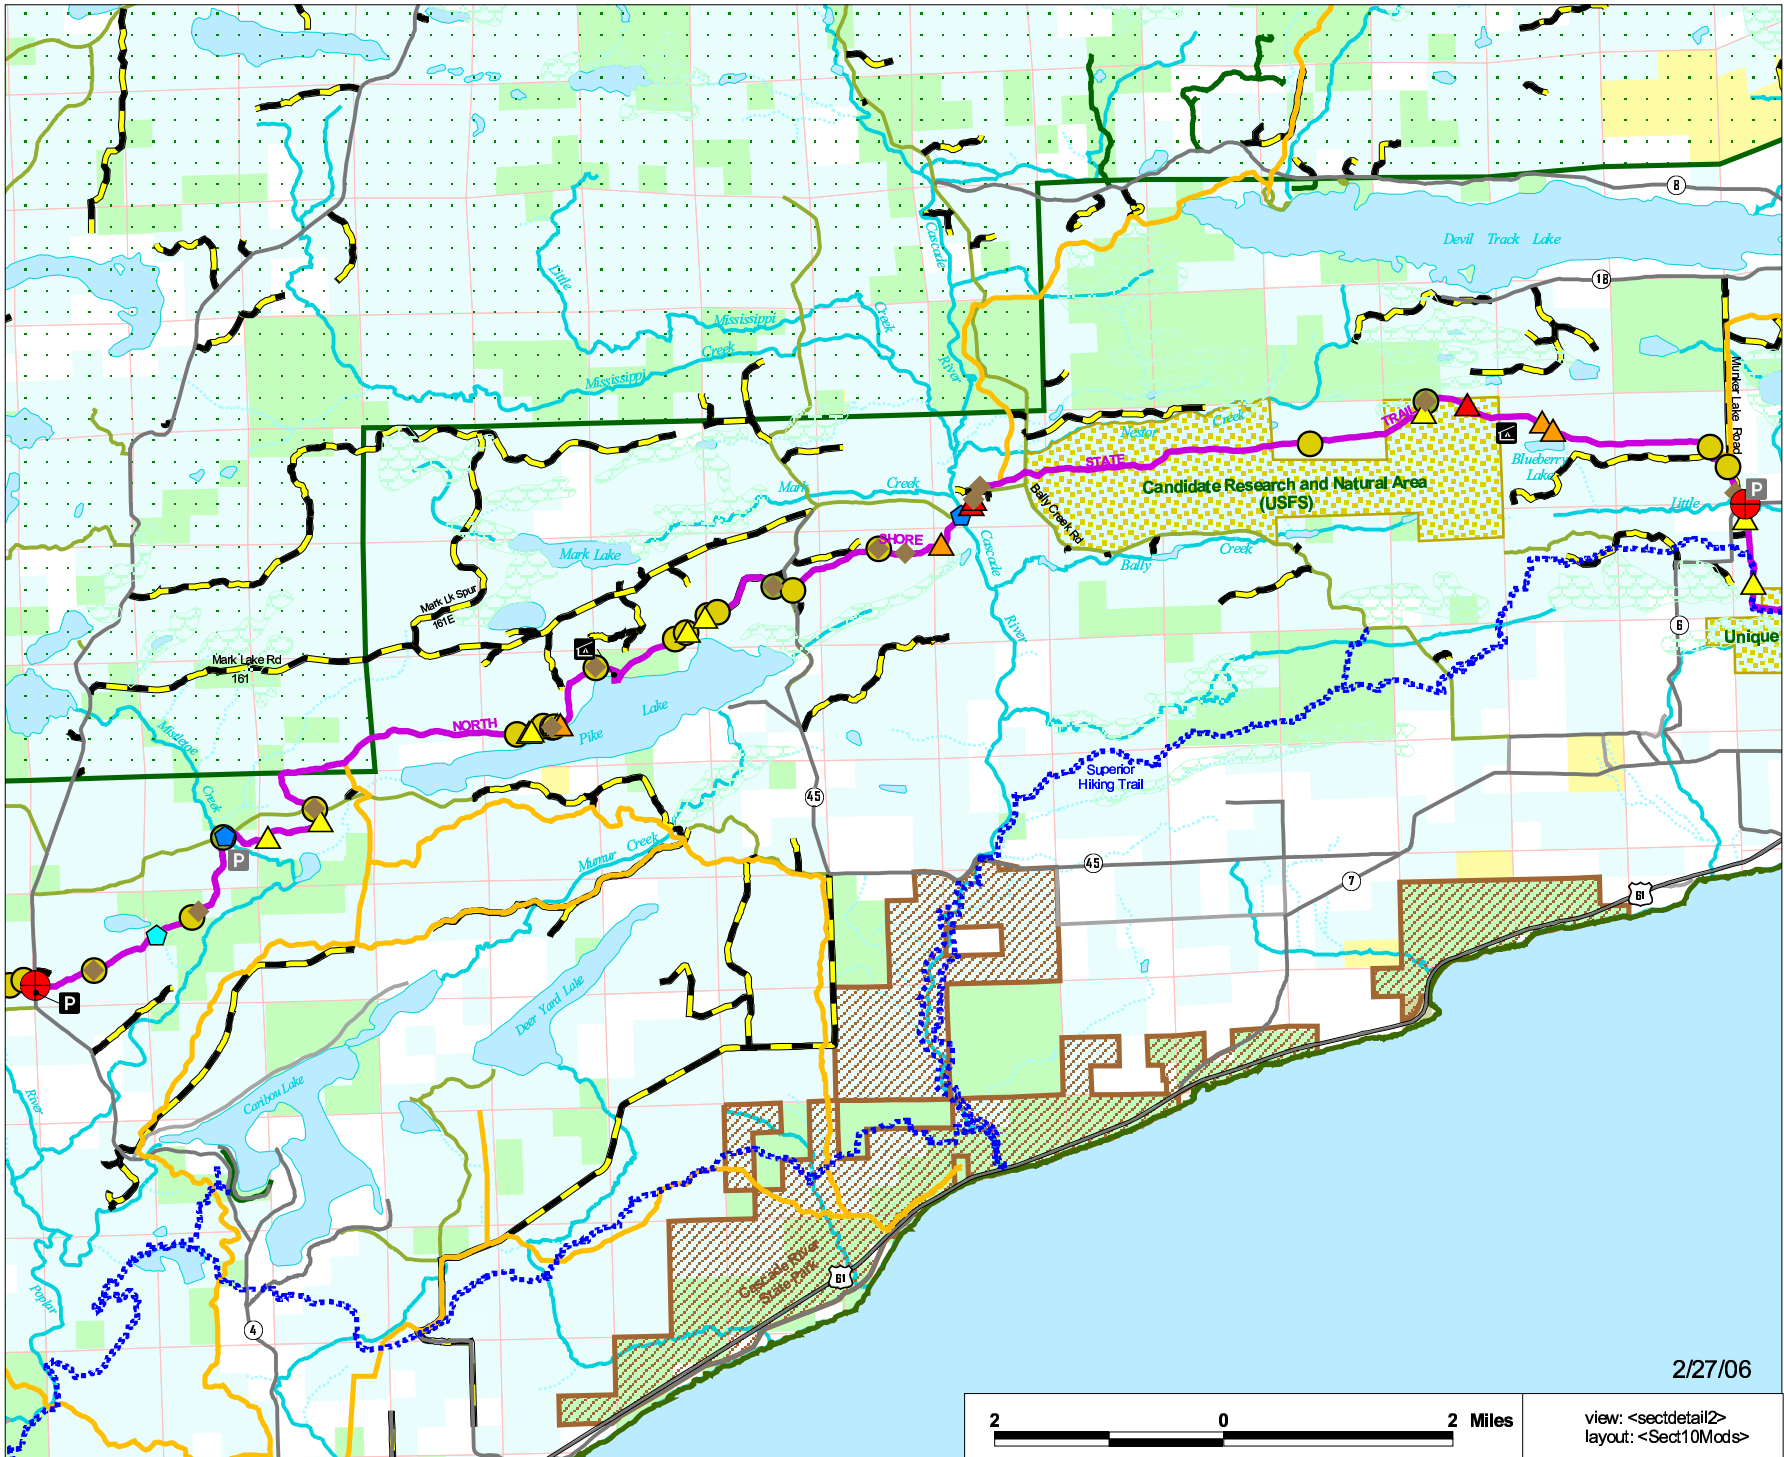 8
Devil Track Lake
18
Cascade
Little
Mississippi
Creek
Creek
River
Mississippi
Munker Lake Road
TRAIL
Creek
Nestor
STATE
Blueberry
Lake
Candidate Research and Natural Area
(USFS)
Mark
Creek
Bally Creek Rd
P
Little
SHORE
Mark Lake
Cascade
Creek
Bally
Mark Lk Spur
161E
River
6
Unique
Mark Lake Rd
161
Lake
Pike
NORTH
Mistletoe
Creek
Superior
Hiking Trail
45
Murmur Creek
P
45
7
61
P
Deer Yard Lake
River
Caribou Lake
Cascade River
State Park
61
Poplar
4
2/27/06
2 0 2 Miles
view: <sectdetail2>
layout: <Sect10Mods>